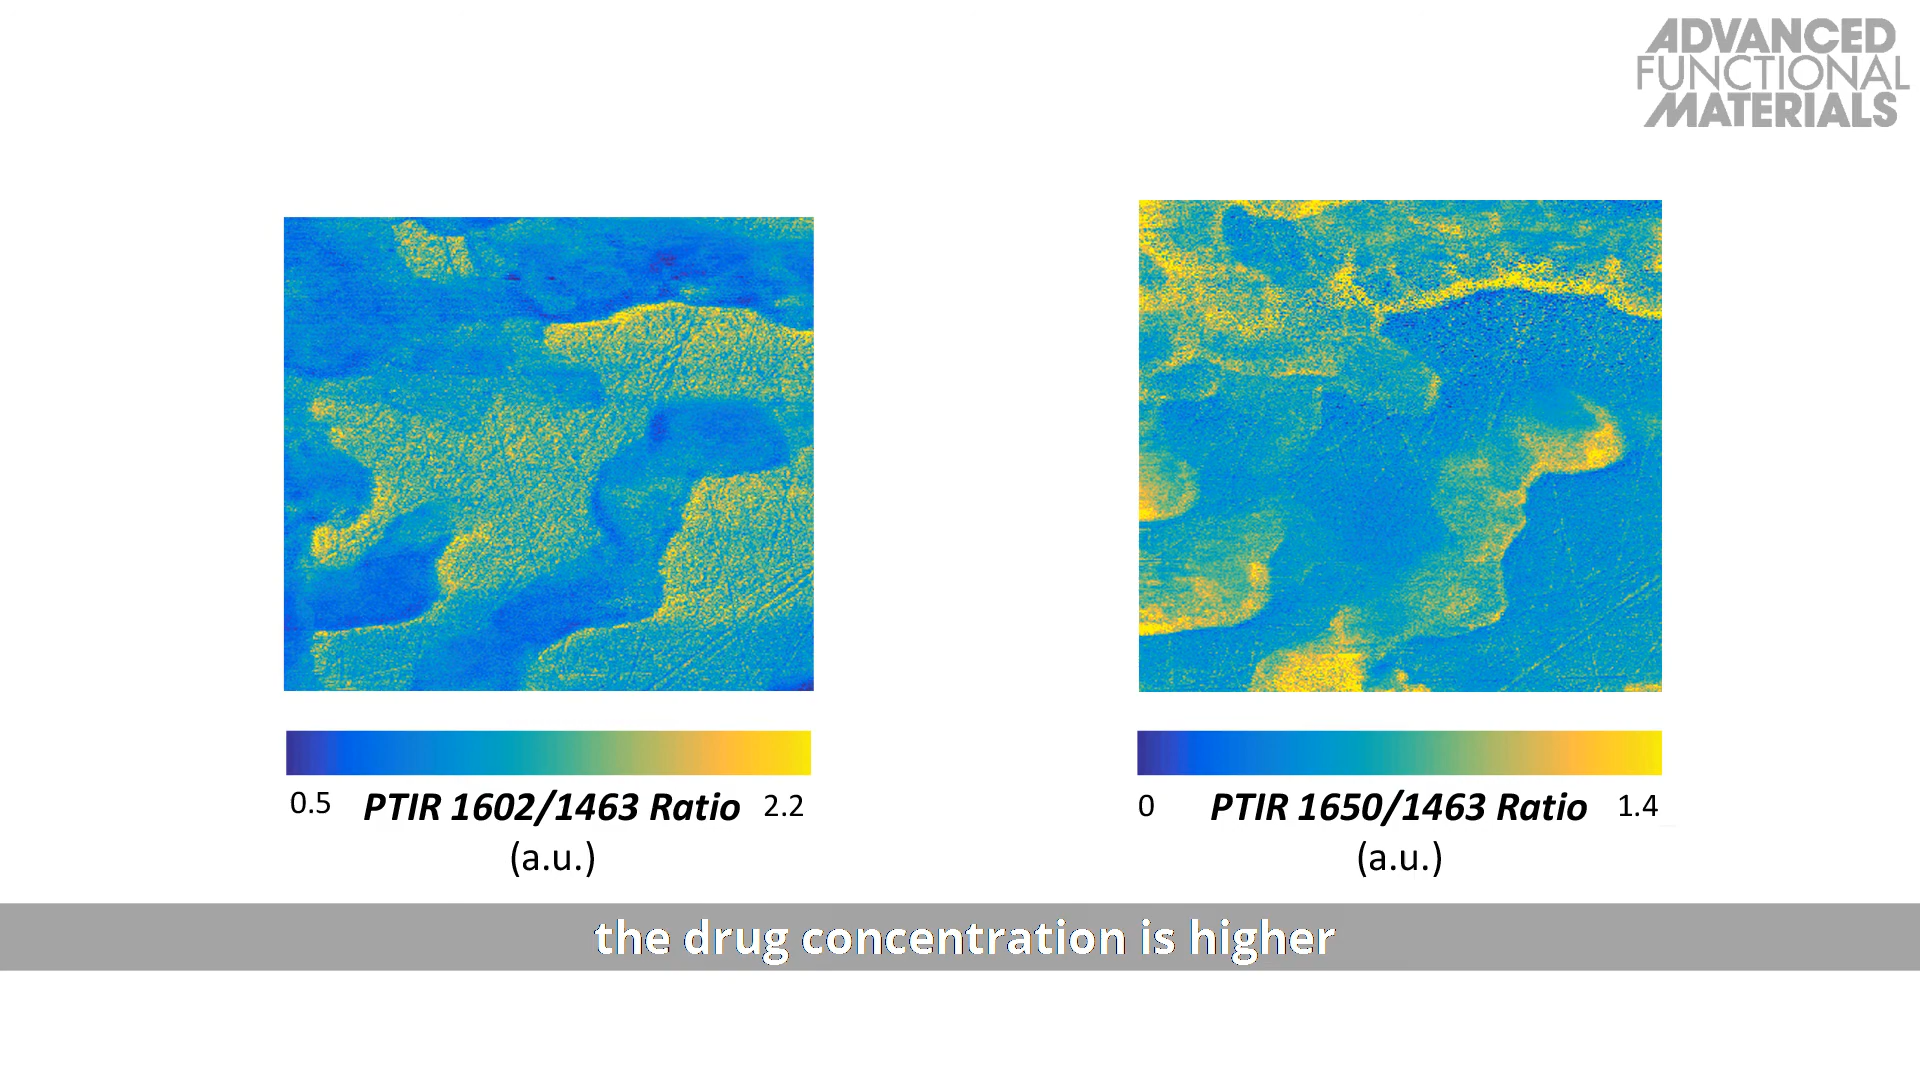 ADVANCED
FUNCTIONAL
MATERIALS
0.5 PTIR 1602/1463 Ratio 2.2
(a.u.)
0 PTIR 1650/1463 Ratio 1.4
(a.u.)
the drug concentration is higher